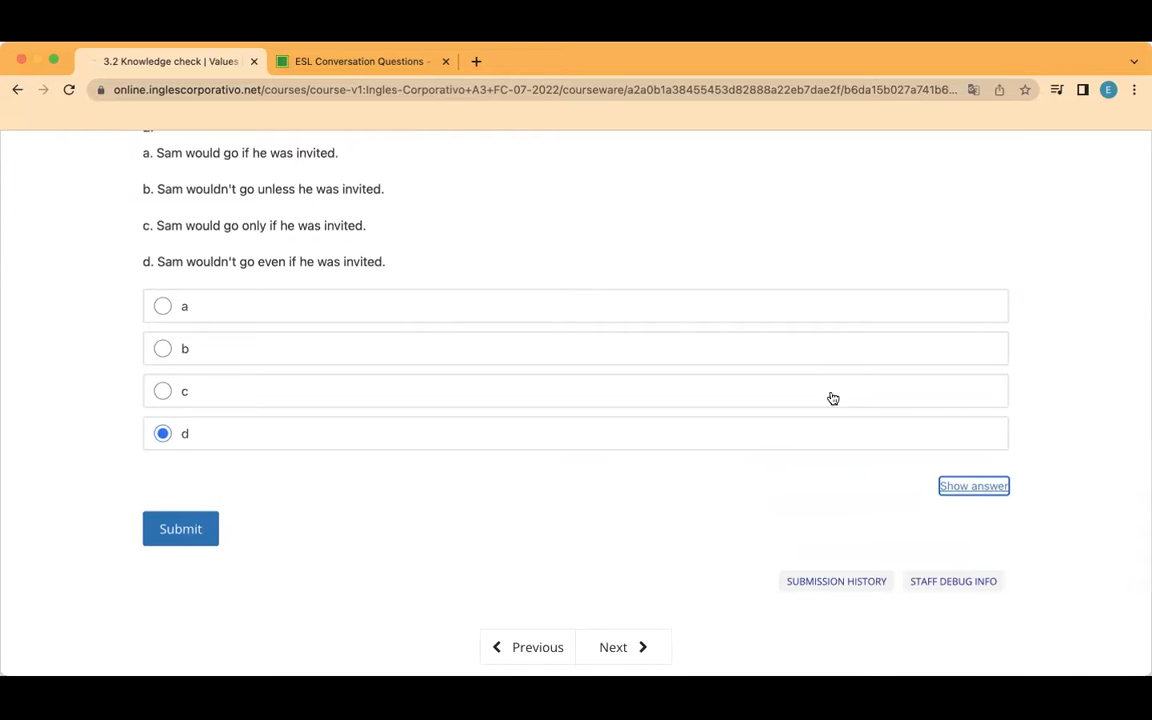 3.2 Knowledge check | Values
ESL Conversation Questions -
online.inglescorporativo.net/courses/course-v1:Ingles-Corporativo+A3+FC-07-2022/courseware/a2a0b1a38455453d82888a22eb7dae2f/b6da15b027a741b6...
E
a. Sam would go if he was invited.
b. Sam wouldn't go unless he was invited.
c. Sam would go only if he was invited.
d. Sam wouldn't go even if he was invited.
a
b
c
d
Show answer
Submit
SUBMISSION HISTORY STAFF DEBUG INFO
Previous Next